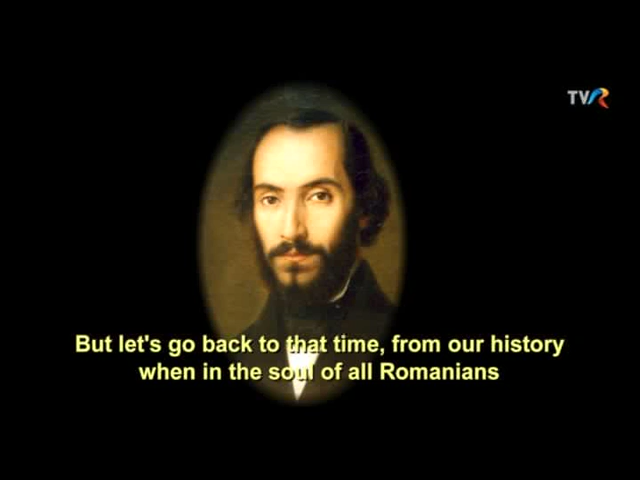 TVR
But let's go back to that time, from our history
when in the soul of all Romanians